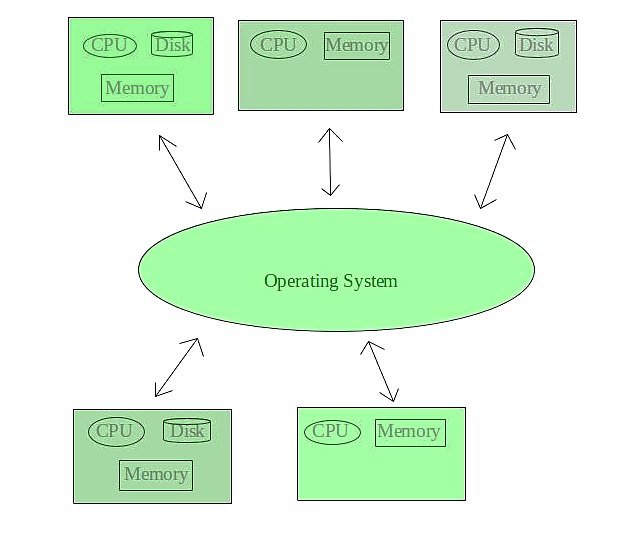 CPU Disk
Memory
CPU Memory
CPU Disk
Memory
Operating System
CPU Disk
Memory
CPU Memory